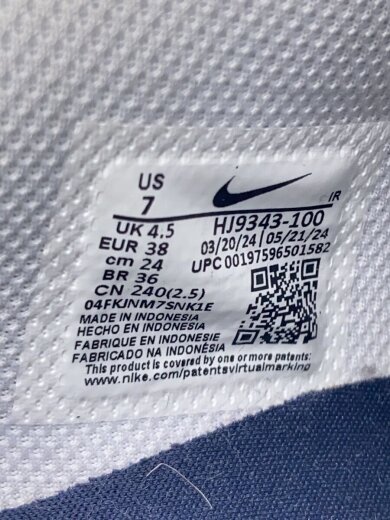 US
7
IR
UK 4.5
EUR 38
cm 24
BR 36
CN 240(2.5)
HJ9343-100
03/20/24 | 05/21/24
UPC 00197596501582
04FKJNM7SNK1E
MADE IN INDONESIA
HECHO EN INDONESIA
FABRIQUE EN INDONESIE
FABRICADO NA INDONÉSIA
This product is covered by one or more patents:
www.nike.com/patentsvirtualmarking